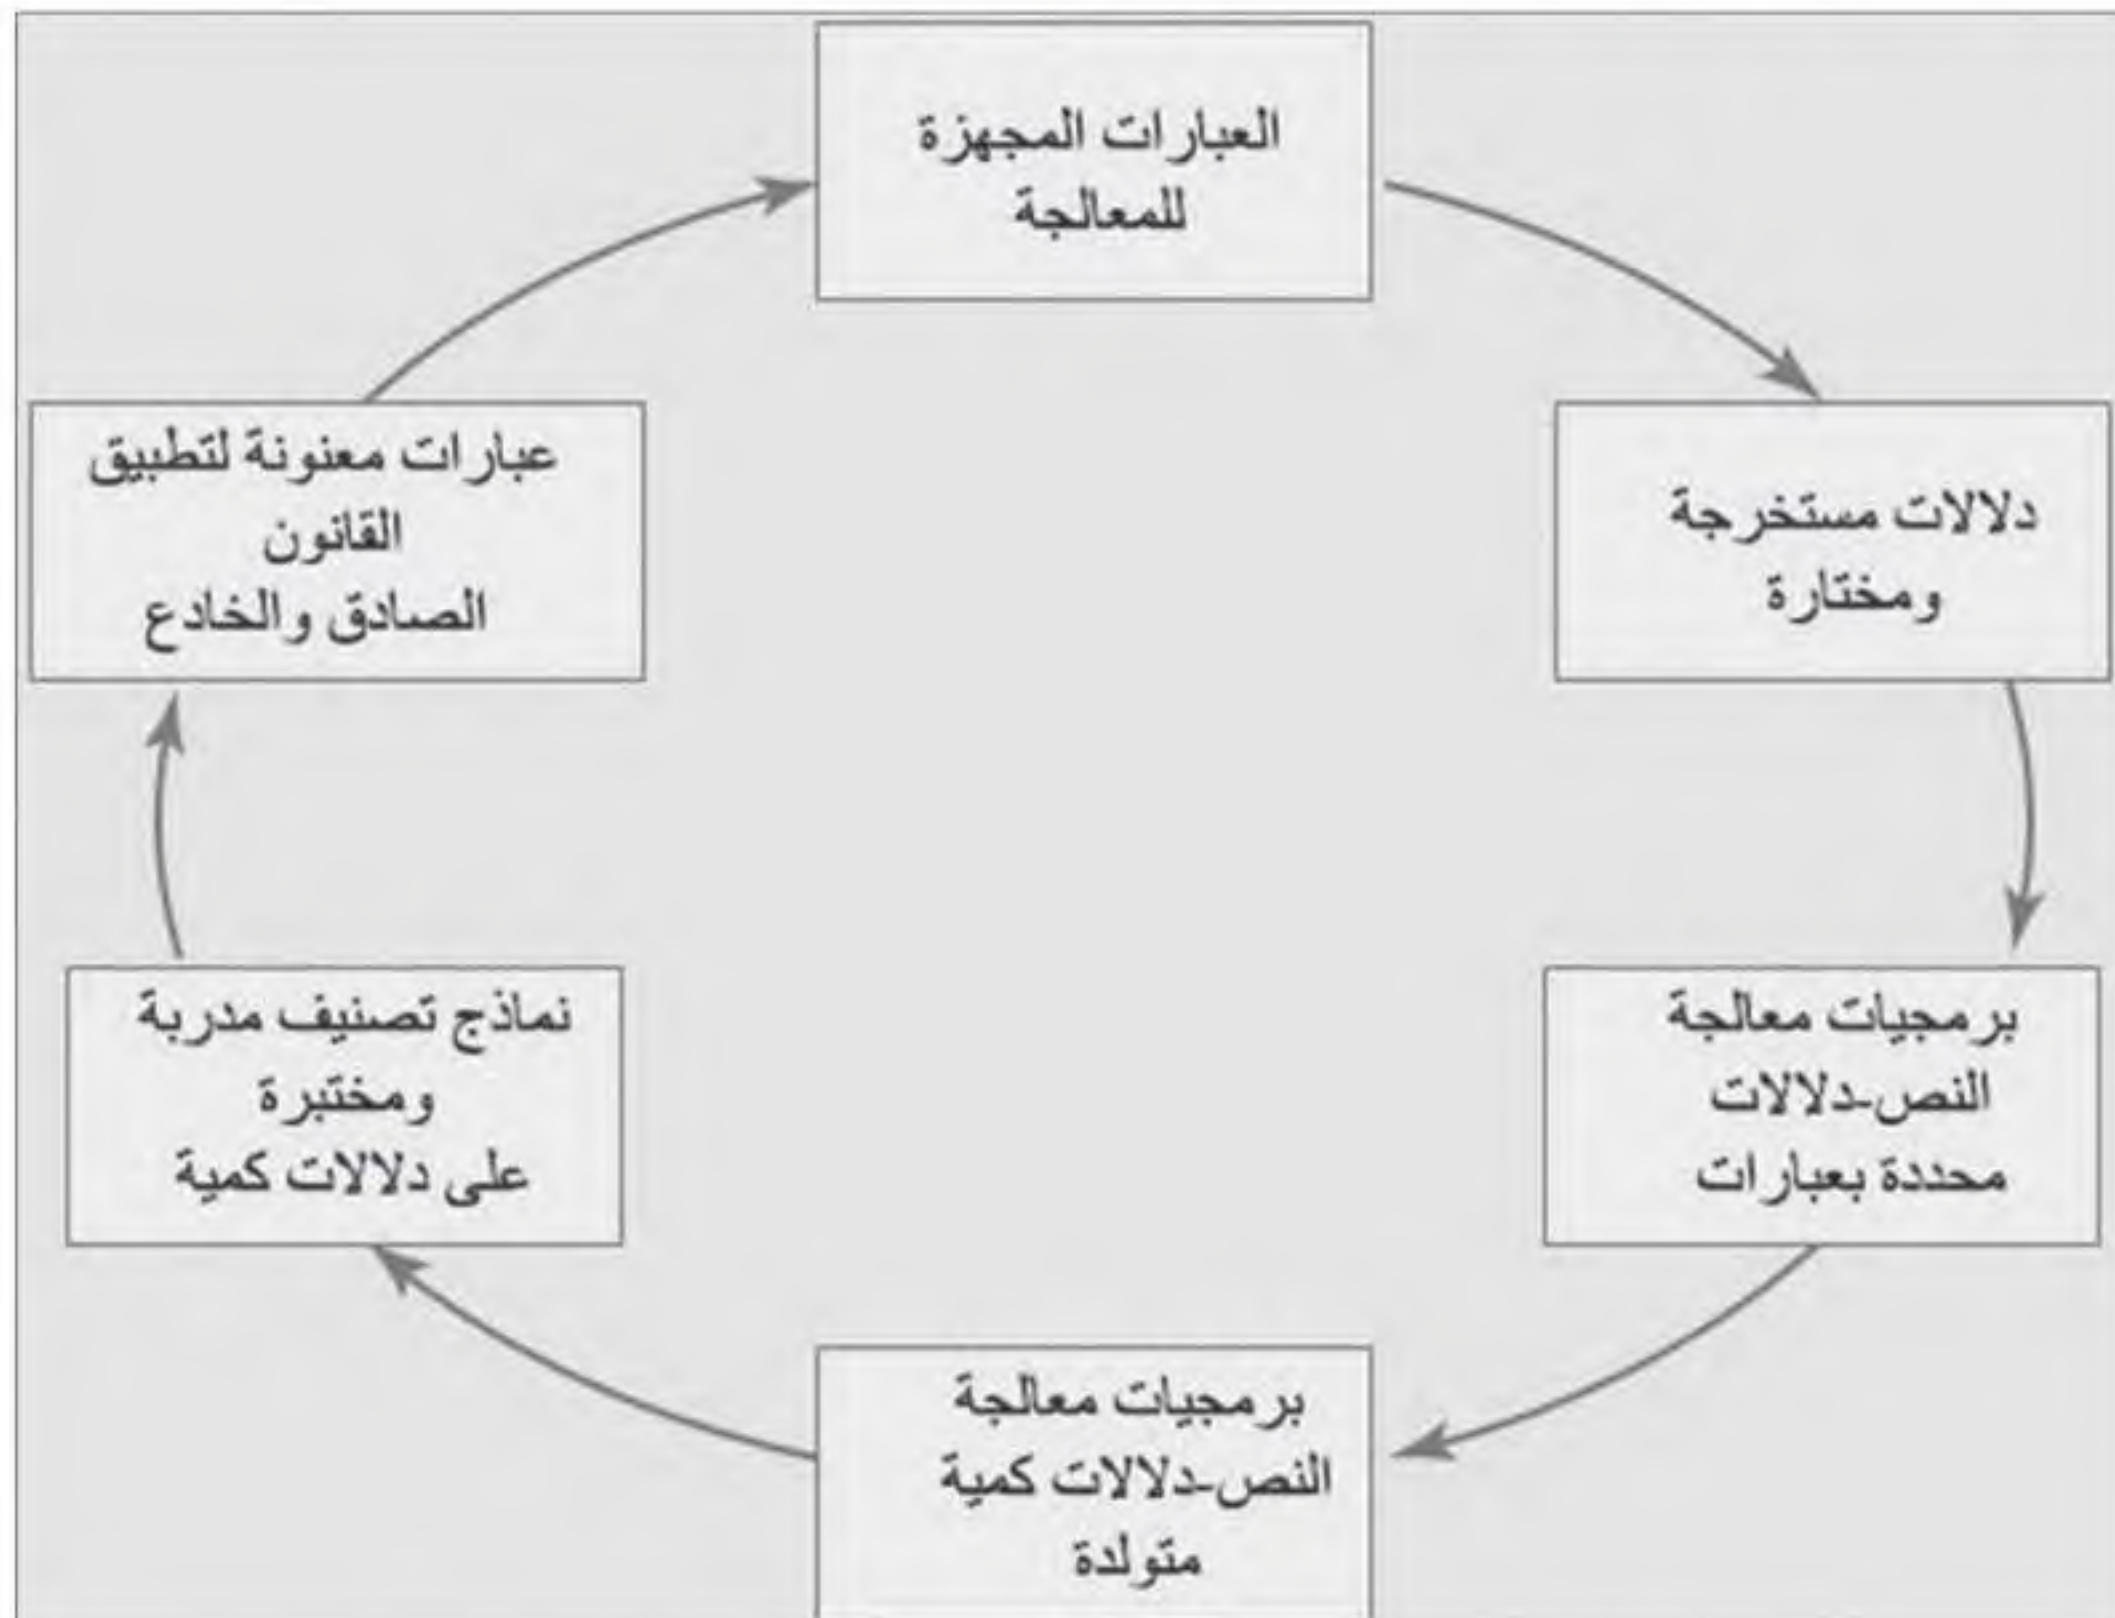 العبارات المجهزة
للمعالجة
دلالات مستخرجة
ومختارة
برمجيات معالجة
النص-دلالات
محددة بعبارات
برمجيات معالجة
النص-دلالات كمية
متولدة
نماذج تصنيف مدربة
ومختبرة
على دلالات كمية
عبارات معنونة لتطبيق
القانون
الصادق والخادع